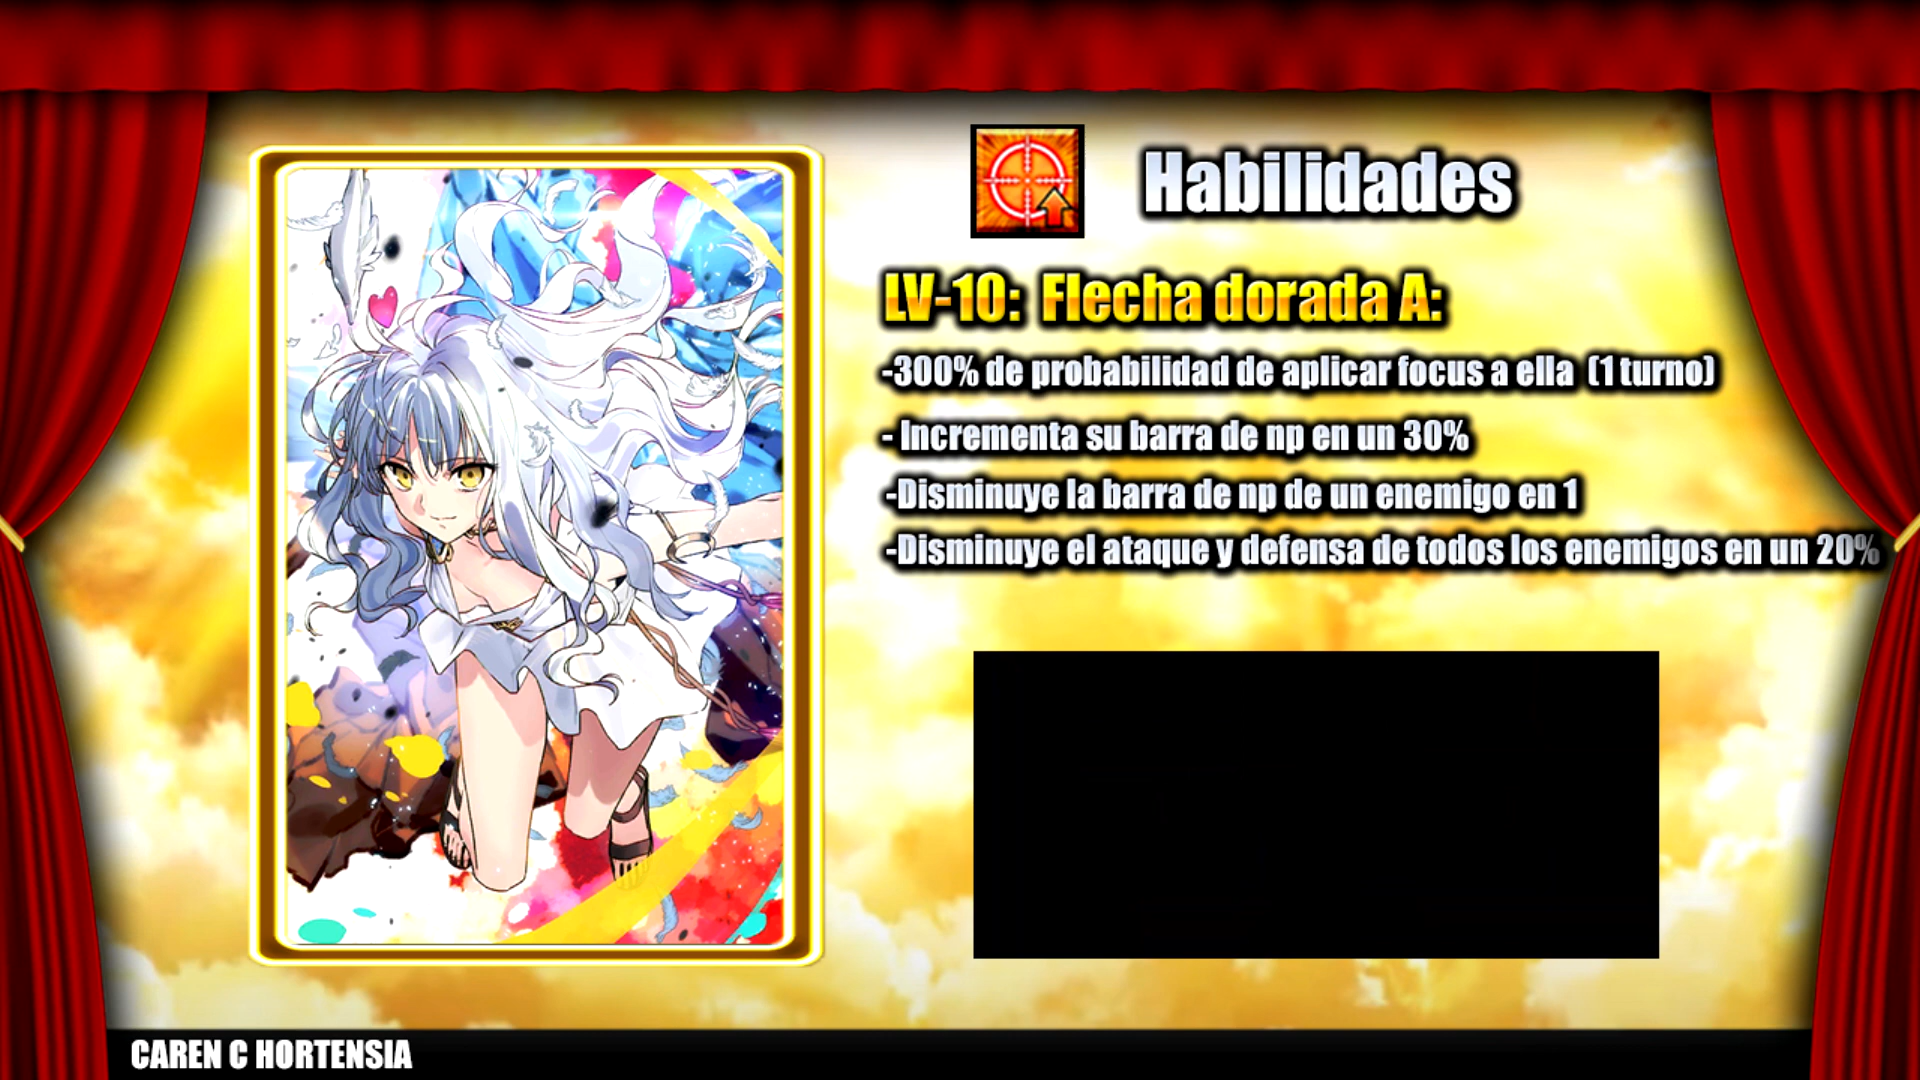 Habilidades
LV-10: Flecha dorada A:
-300% de probabilidad de aplicar focus a ella (1 turno)
- Incrementa su barra de np en un 30%
-Disminuye la barra de np de un enemigo en 1
-Disminuye el ataque y defensa de todos los enemigos en un 20%
CAREN C HORTENSIA